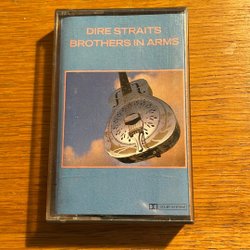 DIRE STRAITS
BROTHERS IN ARMS